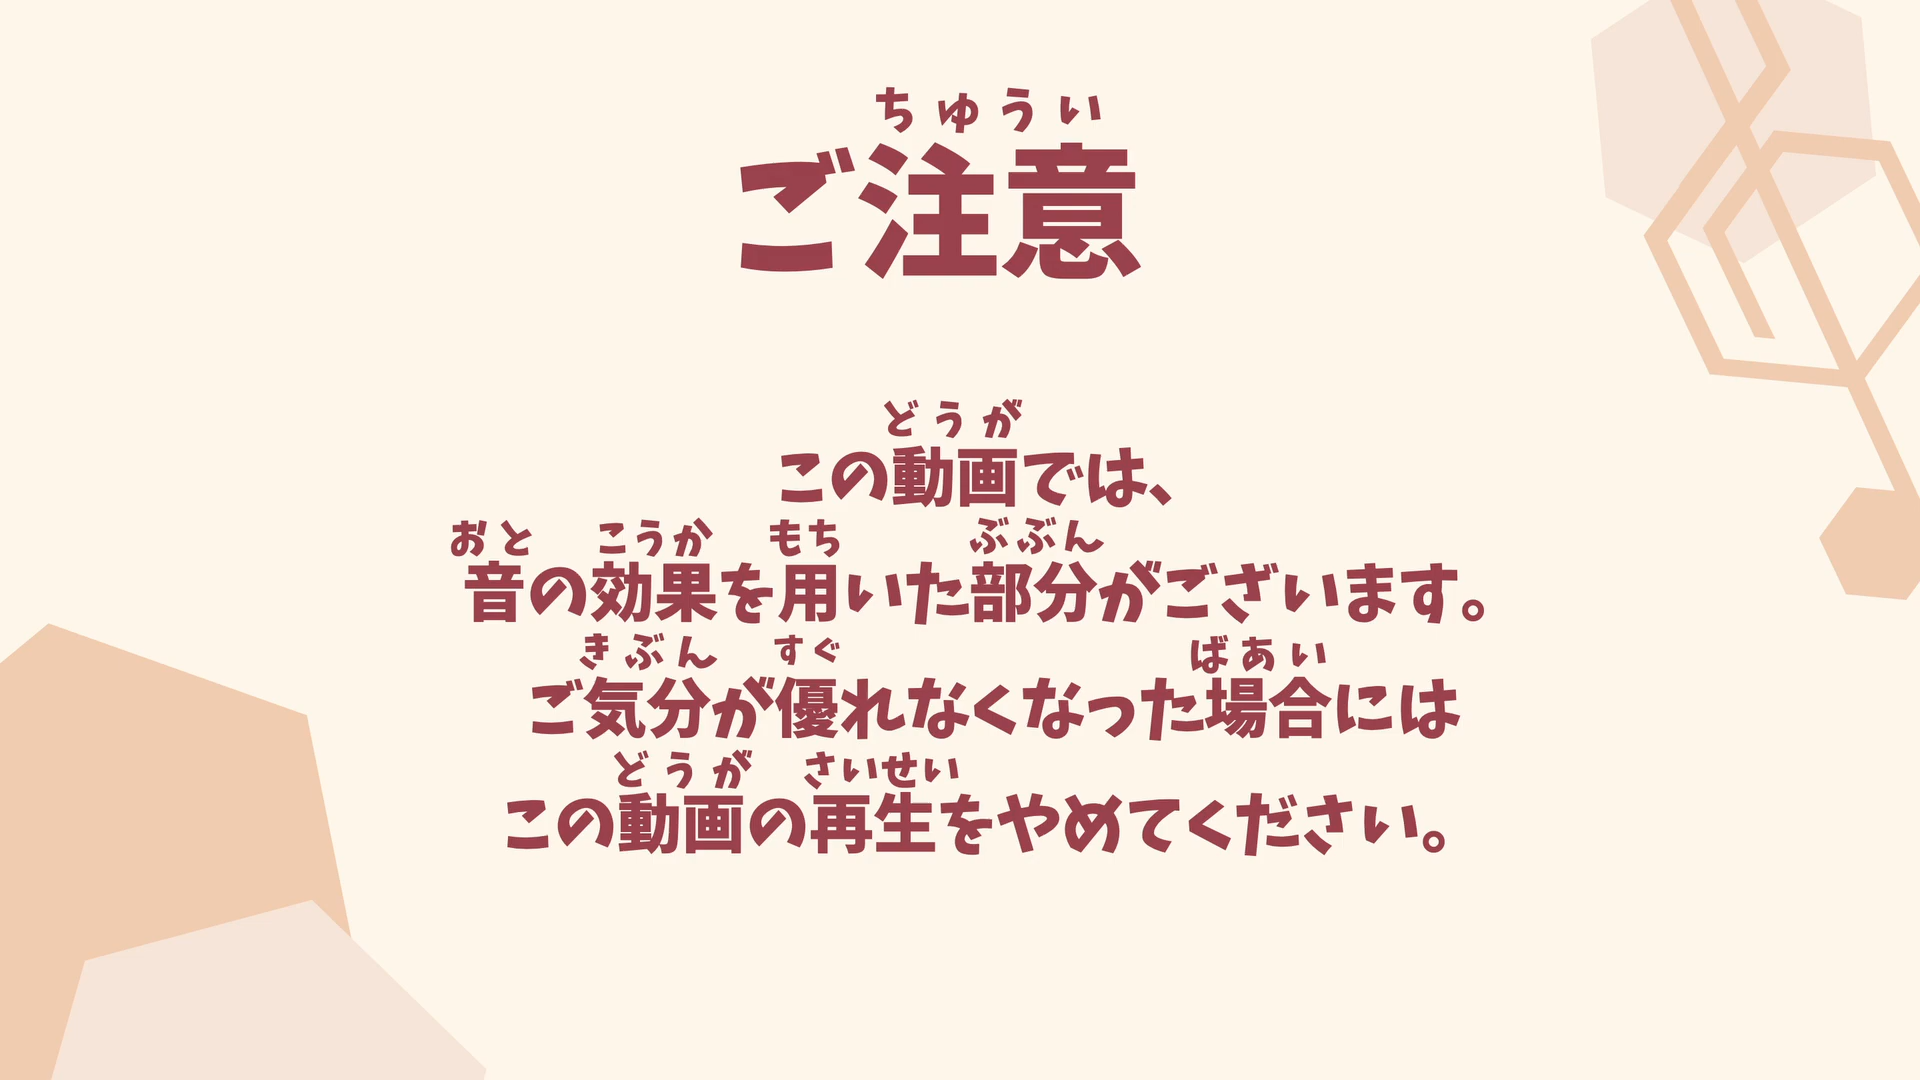 ちゅうい
ご注意
どうが
この動画では、
おと こうか もち ぶぶん
音の効果を用いた部分がございます。
きぶん すぐ ばあい
ご気分が優れなくなった場合には
どうが さいせい
この動画の再生をやめてください。